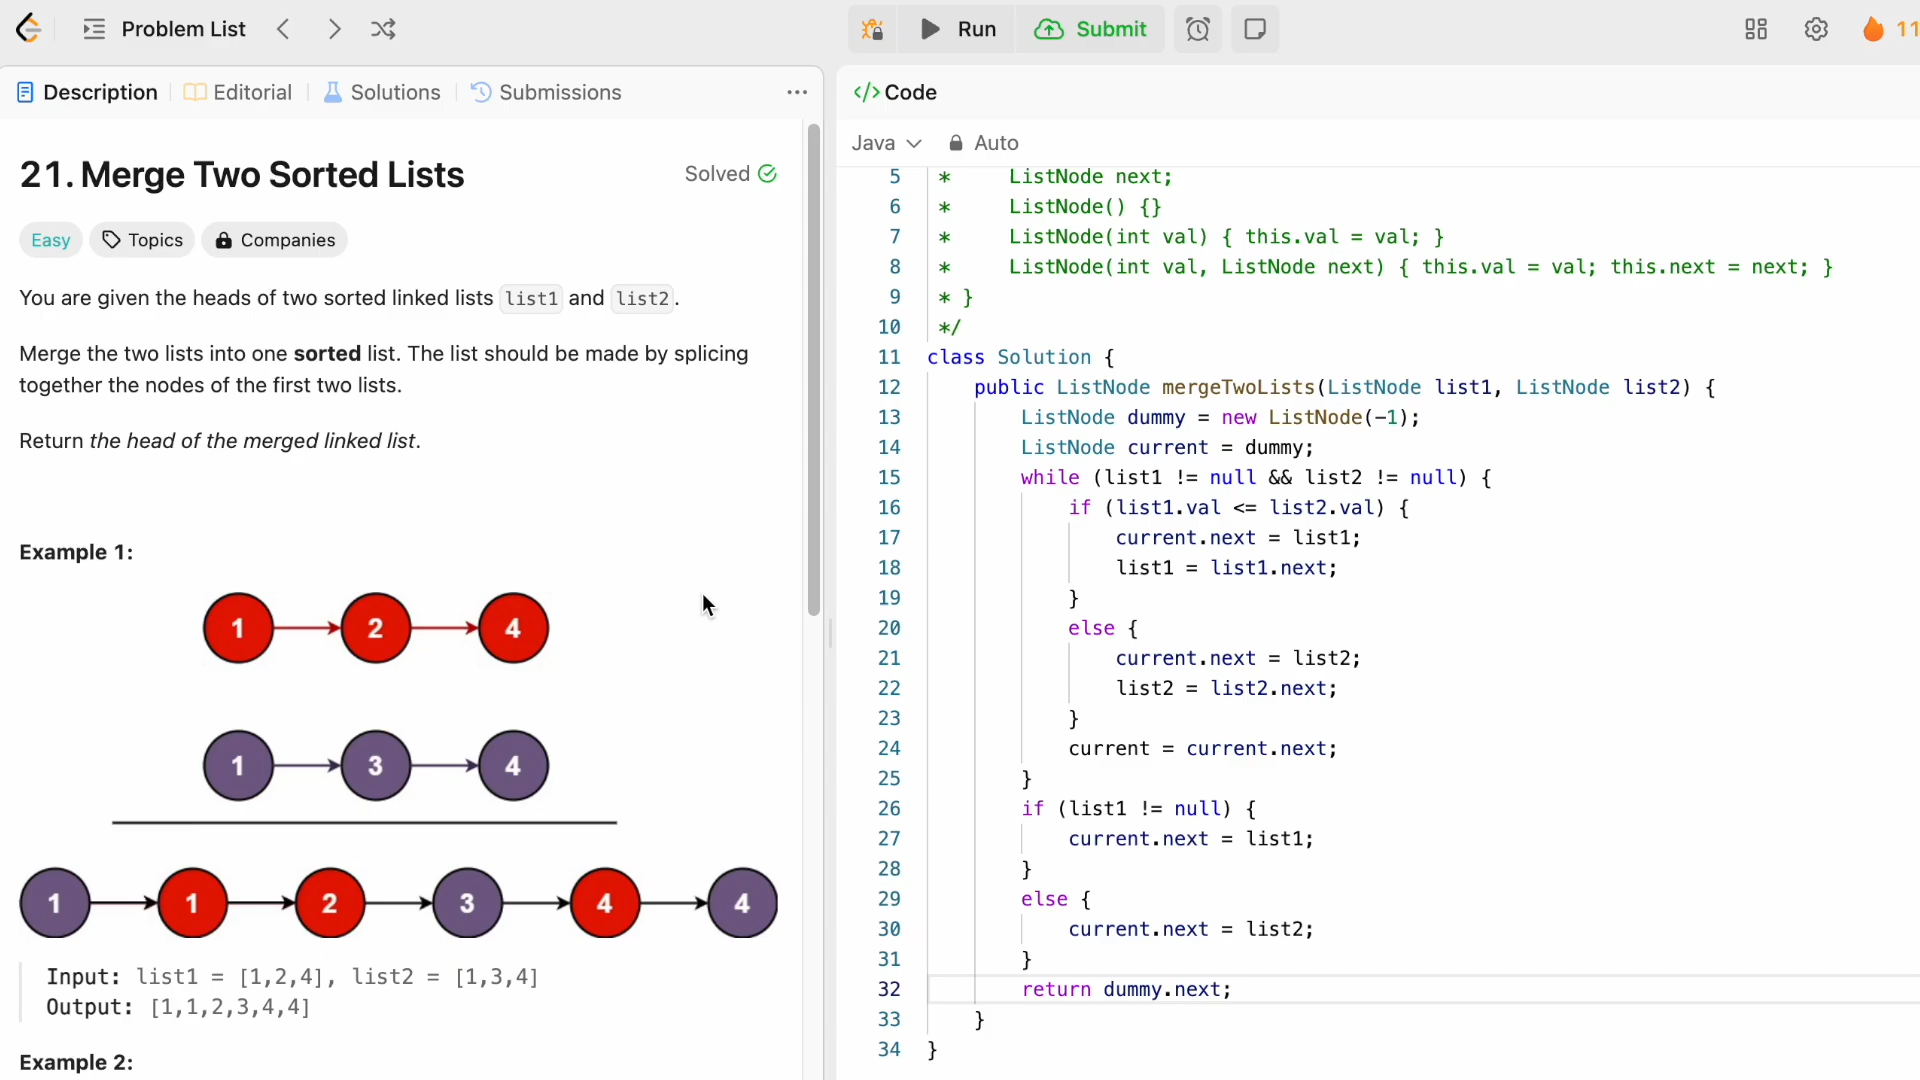 Problem List
Run
Submit
11
Description
Editorial
Solutions
Submissions
21. Merge Two Sorted Lists
Solved
Easy
Topics
Companies
You are given the heads of two sorted linked lists list1 and list2.
Merge the two lists into one sorted list. The list should be made by splicing
together the nodes of the first two lists.
Return the head of the merged linked list.
Example 1:
1 2 4
1 3 4
1 1 2 3 4 4
Input: list1 = [1,2,4], list2 = [1,3,4]
Output: [1,1,2,3,4,4]
Example 2:
</> Code
Java
Auto
5 * ListNode next;
6 * ListNode() {}
7 * ListNode(int val) { this.val = val; }
8 * ListNode(int val, ListNode next) { this.val = val; this.next = next; }
9 * }
10 */
11 class Solution {
12 public ListNode mergeTwoLists(ListNode list1, ListNode list2) {
13 ListNode dummy = new ListNode(-1);
14 ListNode current = dummy;
15 while (list1 != null && list2 != null) {
16 if (list1.val <= list2.val) {
17 current.next = list1;
18 list1 = list1.next;
19 }
20 else {
21 current.next = list2;
22 list2 = list2.next;
23 }
24 current = current.next;
25 }
26 if (list1 != null) {
27 current.next = list1;
28 }
29 else {
30 current.next = list2;
31 }
32 return dummy.next;
33 }
34 }